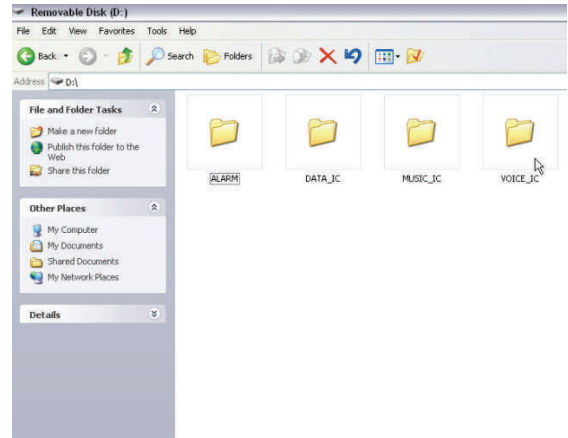 Removable Disk (D:)
File Edit View Favorites Tools Help
Back Search Folders
Address D:\
File and Folder Tasks
Make a new folder
Publish this folder to the
Web
Share this folder
Other Places
My Computer
My Documents
Shared Documents
My Network Places
Details
ALARM DATA_IC MUSIC_IC VOICE_IC